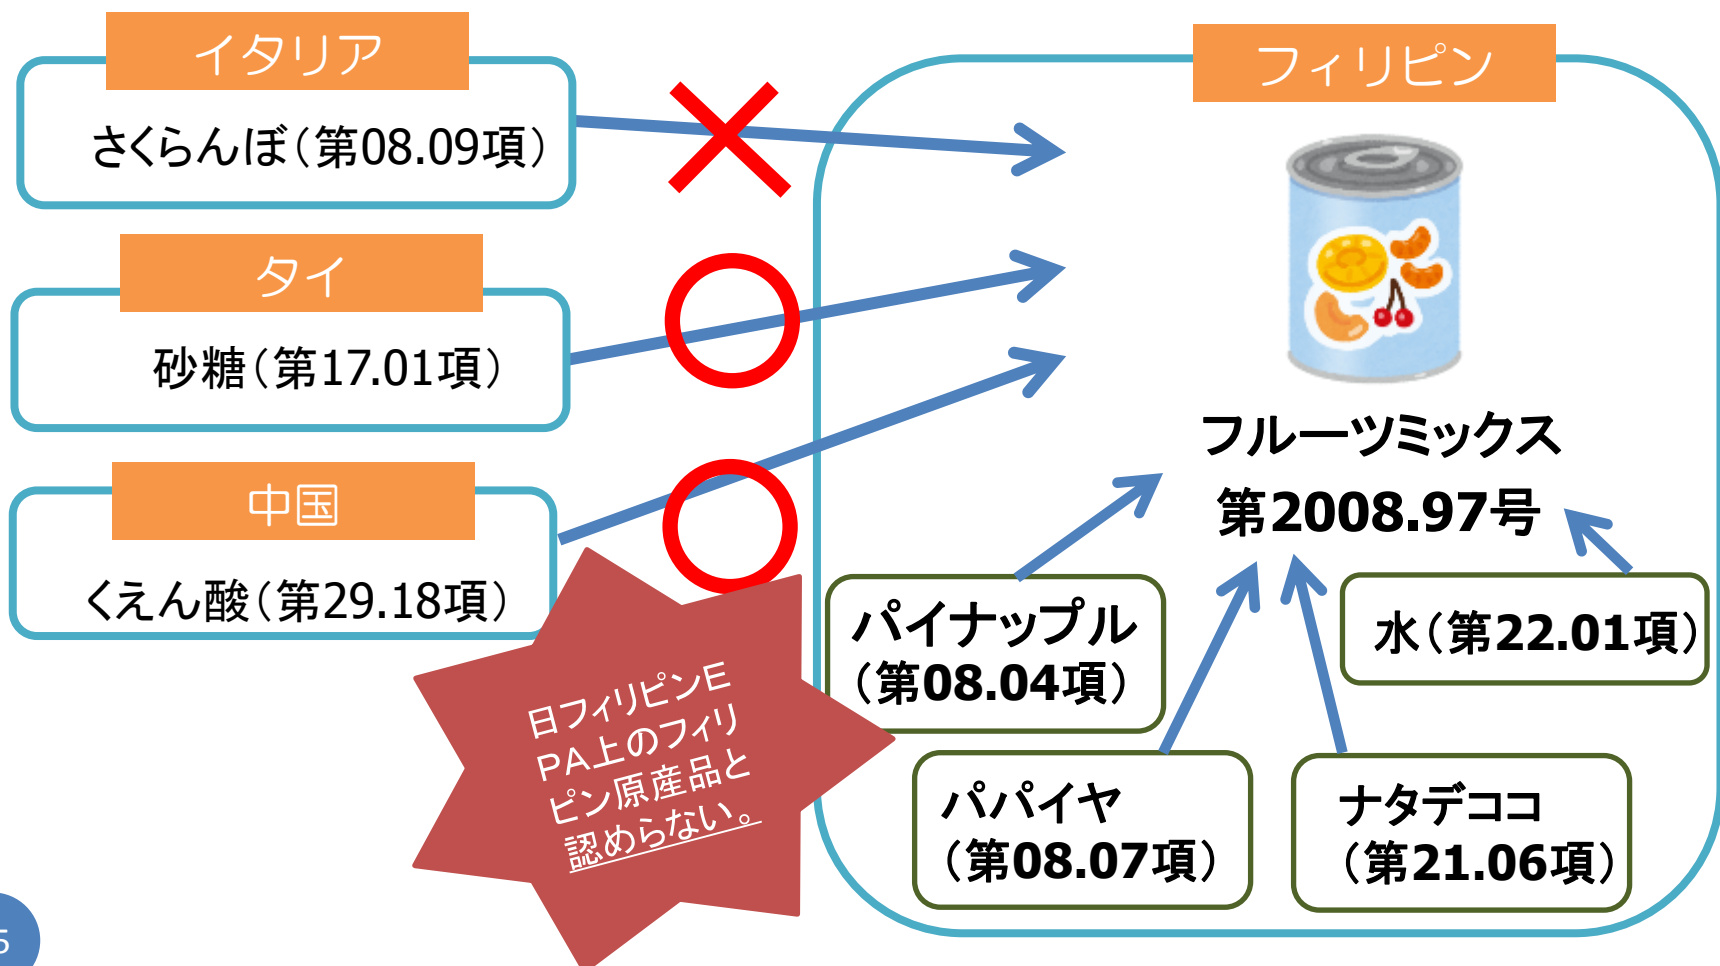 イタリア
さくらんぼ（第08.09項）
タイ
砂糖（第17.01項）
中国
くえん酸（第29.18項）
日フィリピンE
PA上のフィリ
ピン原産品と
認めらない。
フィリピン
フルーツミックス
第2008.97号
パイナップル
（第08.04項）
水（第22.01項）
パパイヤ
（第08.07項）
ナタデココ
（第21.06項）